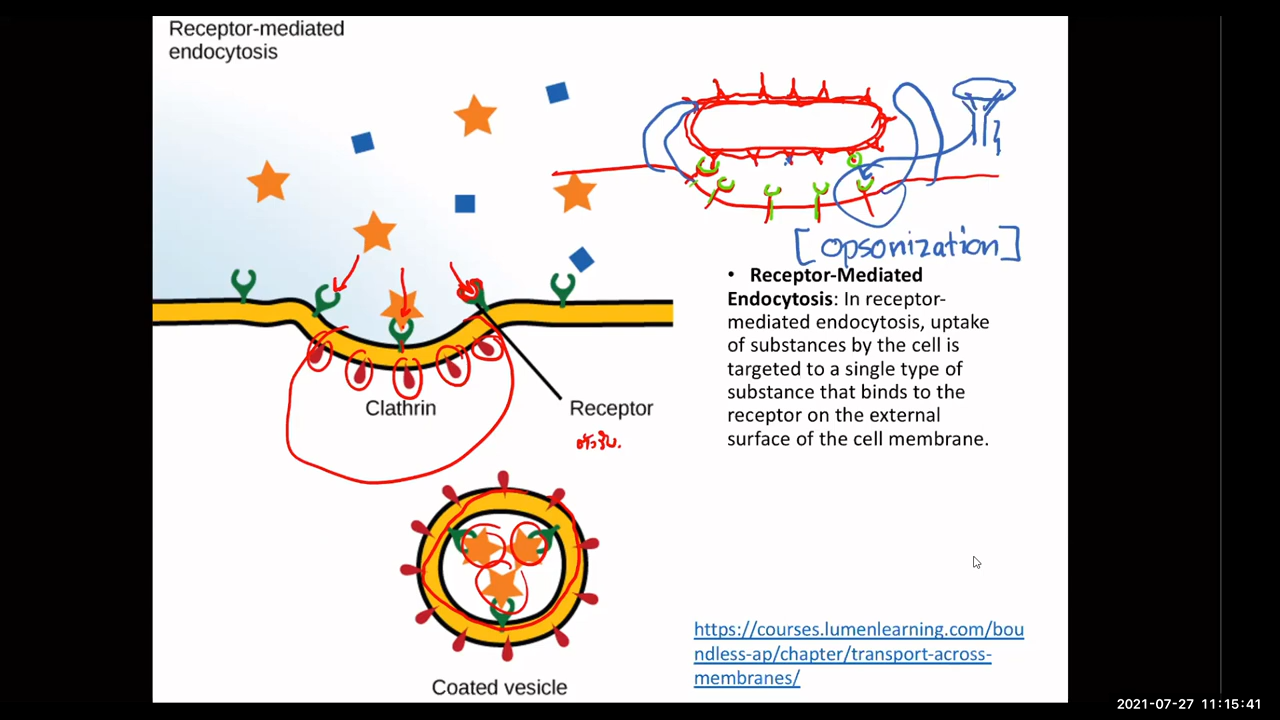 Receptor-mediated
endocytosis
[opsonization]
• Receptor-Mediated
Endocytosis: In receptor-
mediated endocytosis, uptake
of substances by the cell is
targeted to a single type of
substance that binds to the
receptor on the external
surface of the cell membrane.
Clathrin
Receptor
Coated vesicle
https://courses.lumenlearning.com/bou
ndless-ap/chapter/transport-across-
membranes/
2021-07-27 11:15:41